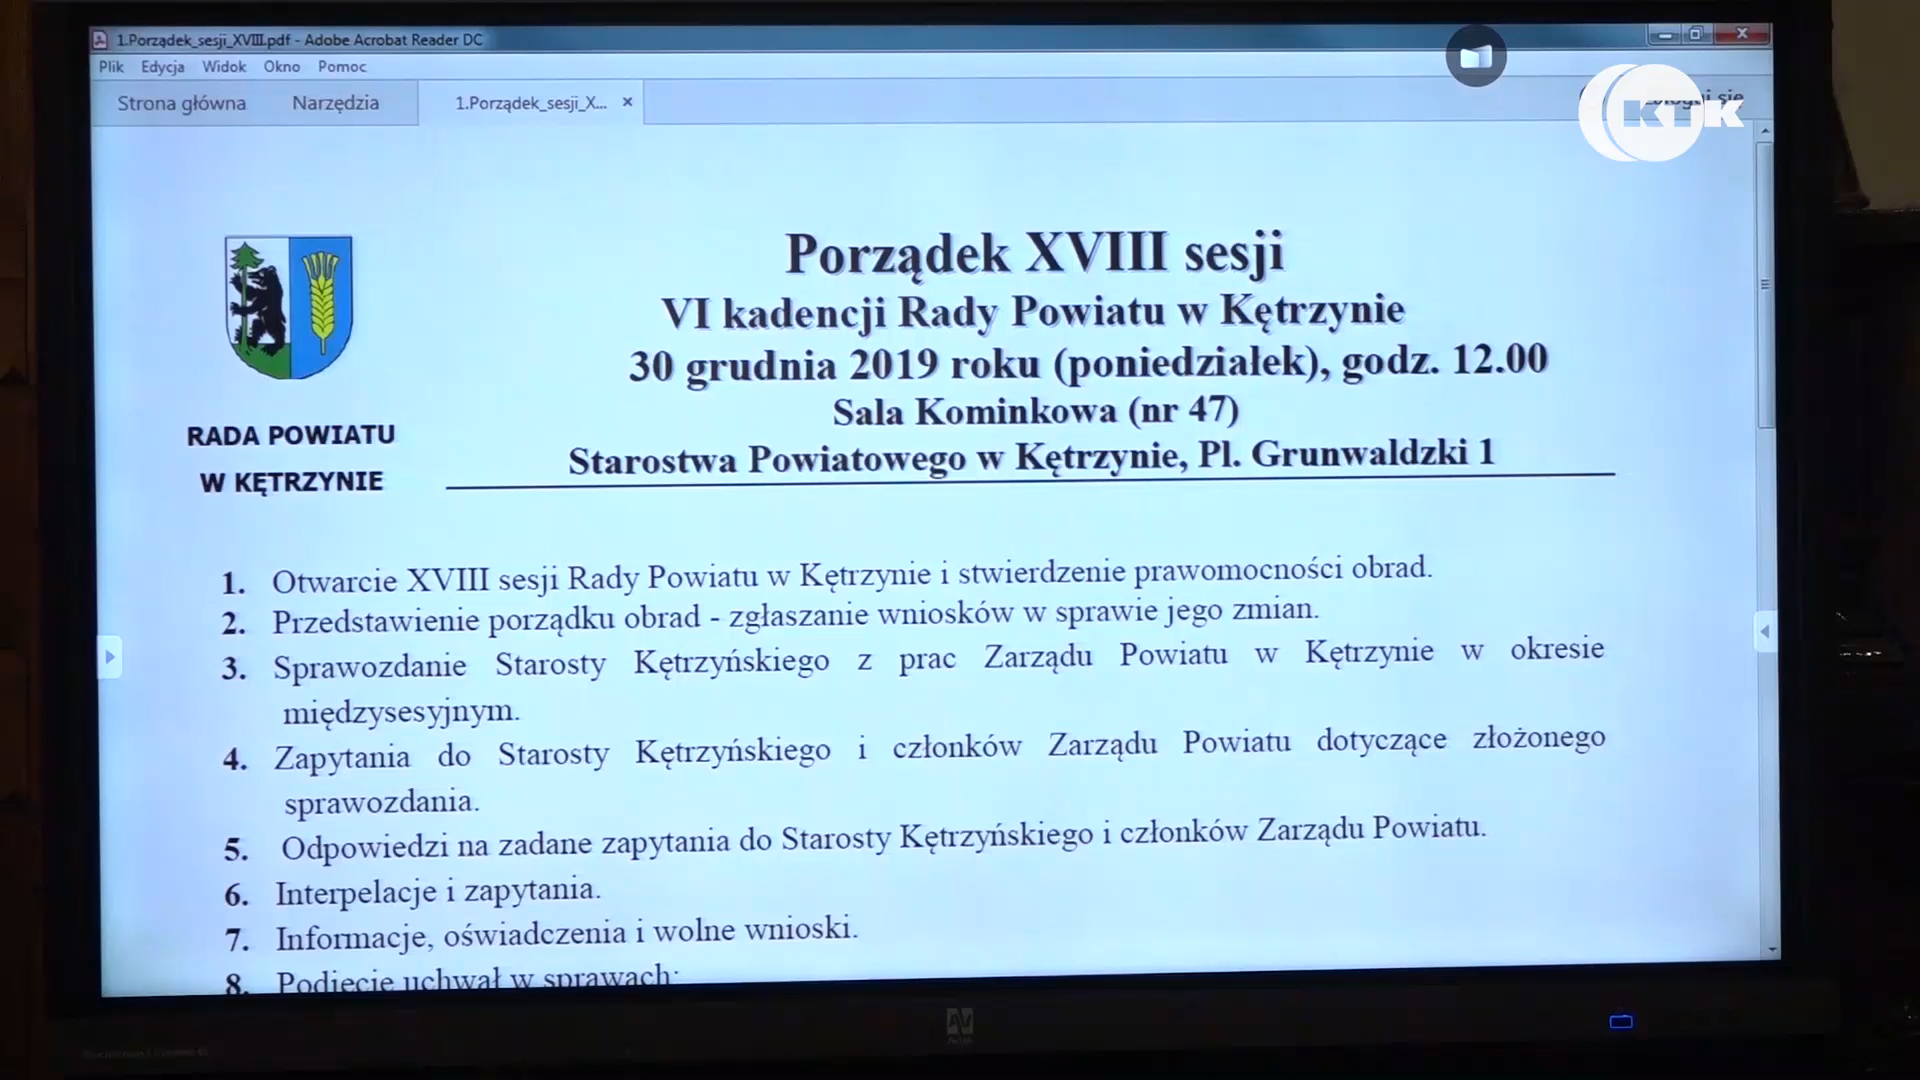 1.Porządek_sesji_XVIII.pdf - Adobe Acrobat Reader DC
Plik Edycja Widok Okno Pomoc
Strona główna Narzędzia 1.Porządek_sesji_X... ×
KTK
Porządek XVIII sesji
VI kadencji Rady Powiatu w Kętrzynie
30 grudnia 2019 roku (poniedziałek), godz. 12.00
Sala Kominkowa (nr 47)
Starostwa Powiatowego w Kętrzynie, Pl. Grunwaldzki 1
RADA POWIATU
W KĘTRZYNIE
1. Otwarcie XVIII sesji Rady Powiatu w Kętrzynie i stwierdzenie prawomocności obrad.
2. Przedstawienie porządku obrad - zgłaszanie wniosków w sprawie jego zmian.
3. Sprawozdanie Starosty Kętrzyńskiego z prac Zarządu Powiatu w Kętrzynie w okresie
międzysesyjnym.
4. Zapytania do Starosty Kętrzyńskiego i członków Zarządu Powiatu dotyczące złożonego
sprawozdania.
5. Odpowiedzi na zadane zapytania do Starosty Kętrzyńskiego i członków Zarządu Powiatu.
6. Interpelacje i zapytania.
7. Informacje, oświadczenia i wolne wnioski.
8. Podjęcie uchwał w sprawach: